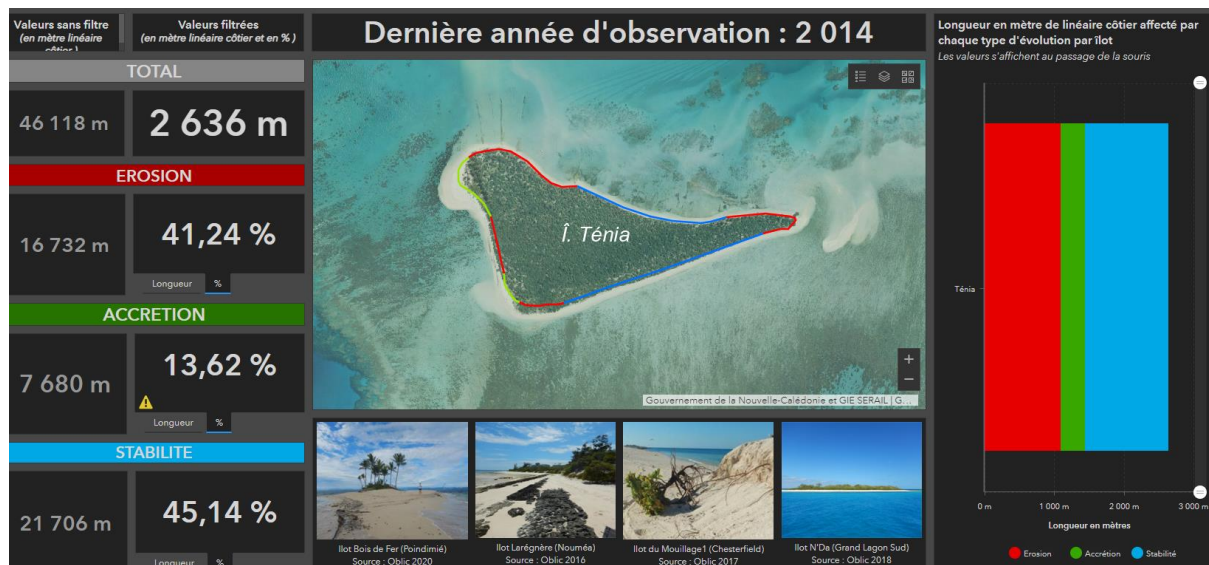 Valeurs sans filtre
(en mètre linéaire
côtier )
Valeurs filtrées
(en mètre linéaire côtier et en % )
TOTAL
46 118 m
2 636 m
EROSION
16 732 m
41,24 %
Longueur %
ACCRETION
7 680 m
13,62 %
Longueur %
STABILITE
21 706 m
45,14 %
Longueur %
Dernière année d'observation : 2 014
Î. Ténia
+
−
Gouvernement de la Nouvelle-Calédonie et GIE SERAIL | G...
Ilot Bois de Fer (Poindimié)
Source : Oblic 2020
Ilot Larégnère (Nouméa)
Source : Oblic 2016
Ilot du Mouillage1 (Chesterfield)
Source : Oblic 2017
Ilot N'Da (Grand Lagon Sud)
Source : Oblic 2018
Longueur en mètre de linéaire côtier affecté par
chaque type d'évolution par îlot
Les valeurs s'affichent au passage de la souris
Ténia
0 m 1 000 m 2 000 m 3 000 m
Longueur en mètres
Erosion Accrétion Stabilité